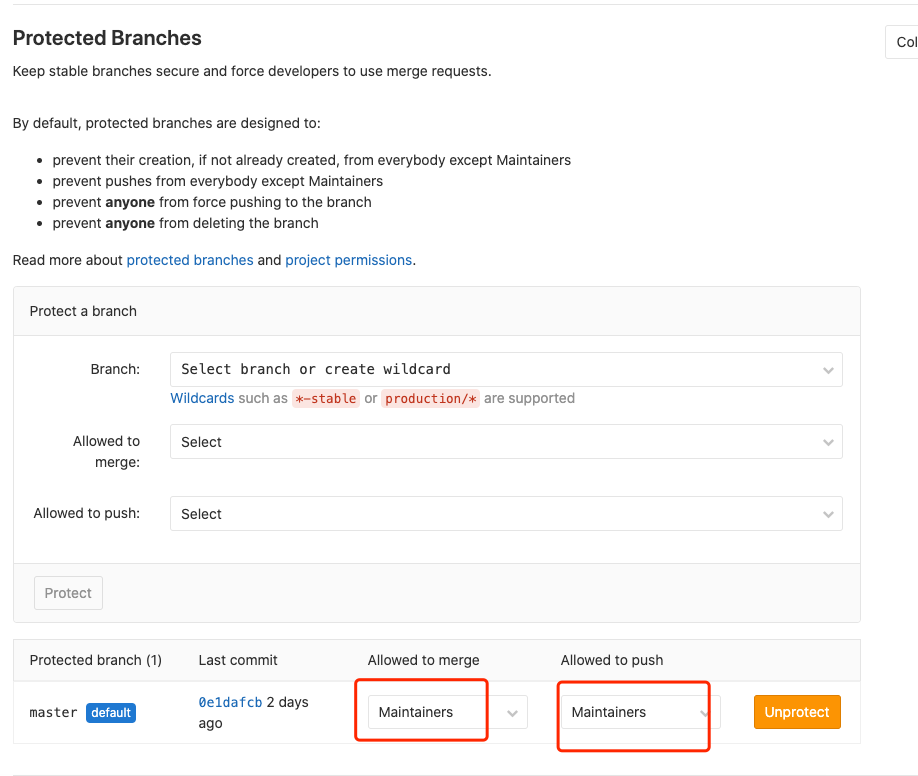 Protected Branches
Col
Keep stable branches secure and force developers to use merge requests.
By default, protected branches are designed to:
• prevent their creation, if not already created, from everybody except Maintainers
• prevent pushes from everybody except Maintainers
• prevent anyone from force pushing to the branch
• prevent anyone from deleting the branch
Read more about protected branches and project permissions.
Protect a branch
Branch: Select branch or create wildcard
Wildcards such as *-stable or production/* are supported
Allowed to
merge:
Select
Allowed to push: Select
Protect
Protected branch (1) Last commit Allowed to merge Allowed to push
master default 0e1dafcb 2 days
ago
Maintainers Maintainers Unprotect